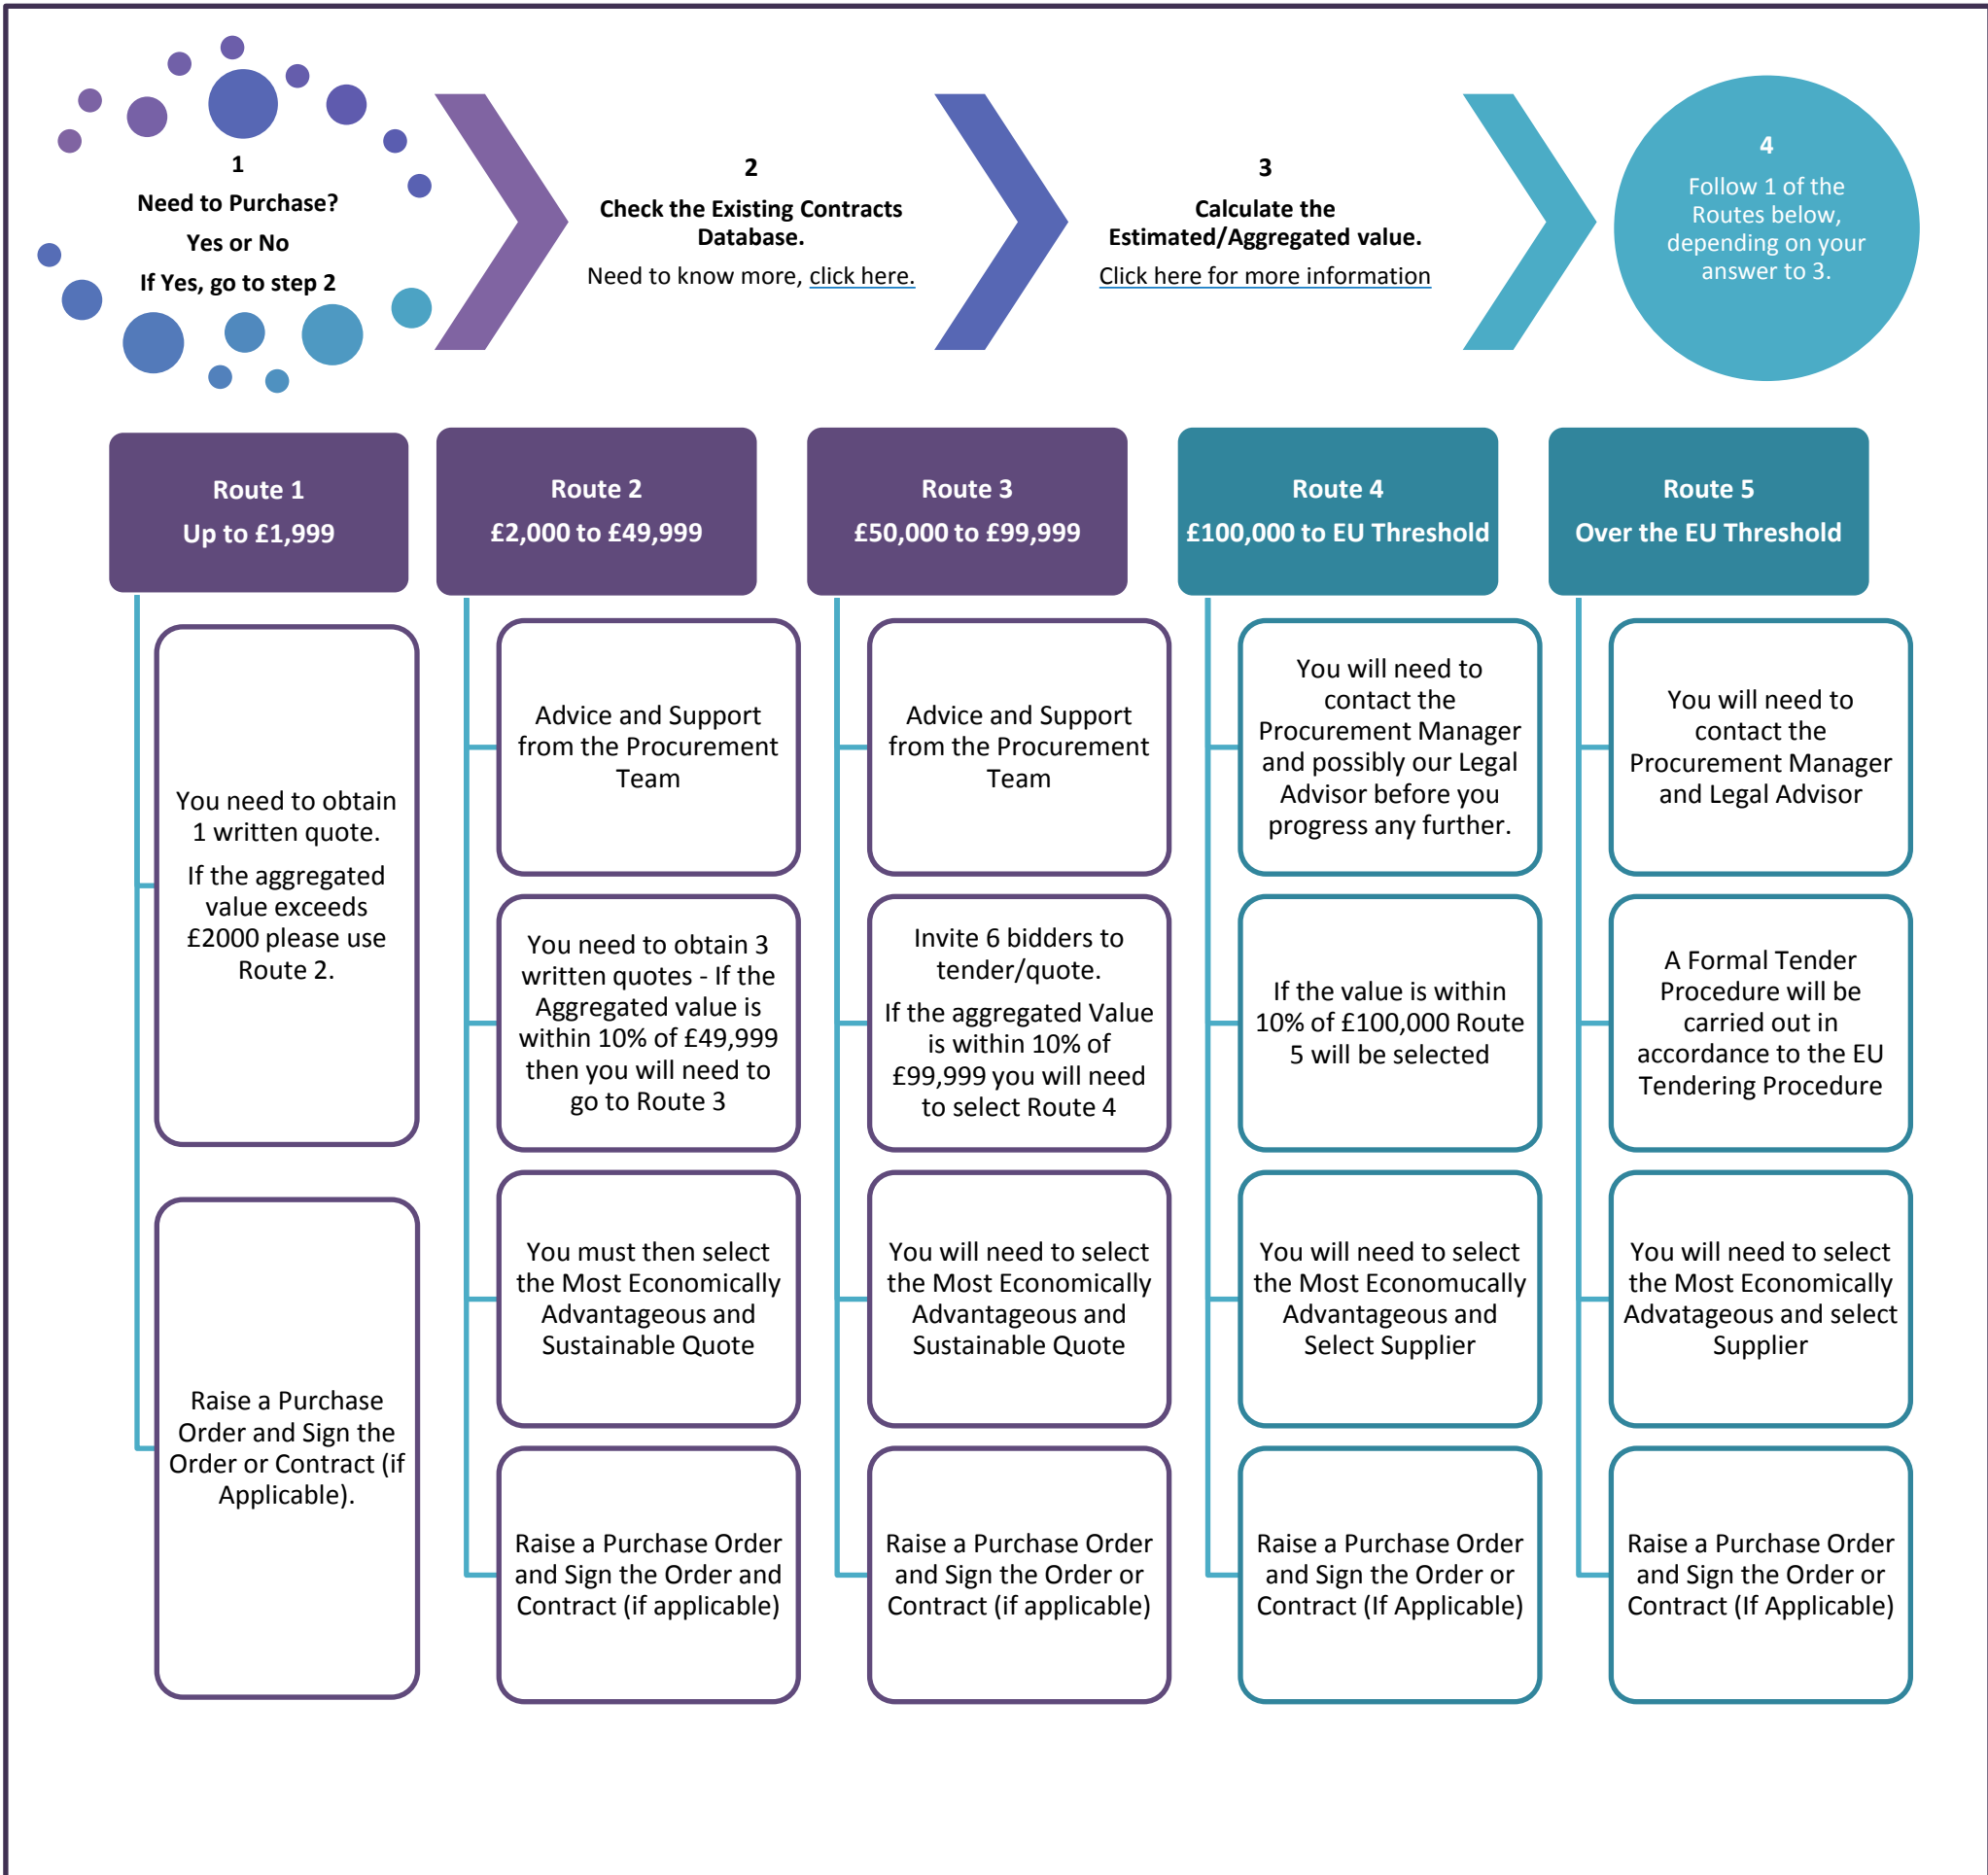 1
Need to Purchase?
Yes or No
If Yes, go to step 2
2
Check the Existing Contracts
Database.
Need to know more, click here.
3
Calculate the
Estimated/Aggregated value.
Click here for more information
4
Follow 1 of the
Routes below,
depending on your
answer to 3.
Route 1
Up to £1,999
You need to obtain
1 written quote.
If the aggregated
value exceeds
£2000 please use
Route 2.
Raise a Purchase
Order and Sign the
Order or Contract (if
Applicable).
Route 2
£2,000 to £49,999
Advice and Support
from the Procurement
Team
You need to obtain 3
written quotes - If the
Aggregated value is
within 10% of £49,999
then you will need to
go to Route 3
You must then select
the Most Economically
Advantageous and
Sustainable Quote
Raise a Purchase Order
and Sign the Order and
Contract (if applicable)
Route 3
£50,000 to £99,999
Advice and Support
from the Procurement
Team
Invite 6 bidders to
tender/quote.
If the aggregated Value
is within 10% of
£99,999 you will need
to select Route 4
You will need to select
the Most Economically
Advantageous and
Sustainable Quote
Raise a Purchase Order
and Sign the Order or
Contract (if applicable)
Route 4
£100,000 to EU Threshold
You will need to
contact the
Procurement Manager
and possibly our Legal
Advisor before you
progress any further.
If the value is within
10% of £100,000 Route
5 will be selected
You will need to select
the Most Economucally
Advantageous and
Select Supplier
Raise a Purchase Order
and Sign the Order or
Contract (If Applicable)
Route 5
Over the EU Threshold
You will need to
contact the
Procurement Manager
and Legal Advisor
A Formal Tender
Procedure will be
carried out in
accordance to the EU
Tendering Procedure
You will need to select
the Most Economically
Advatageous and select
Supplier
Raise a Purchase Order
and Sign the Order or
Contract (If Applicable)